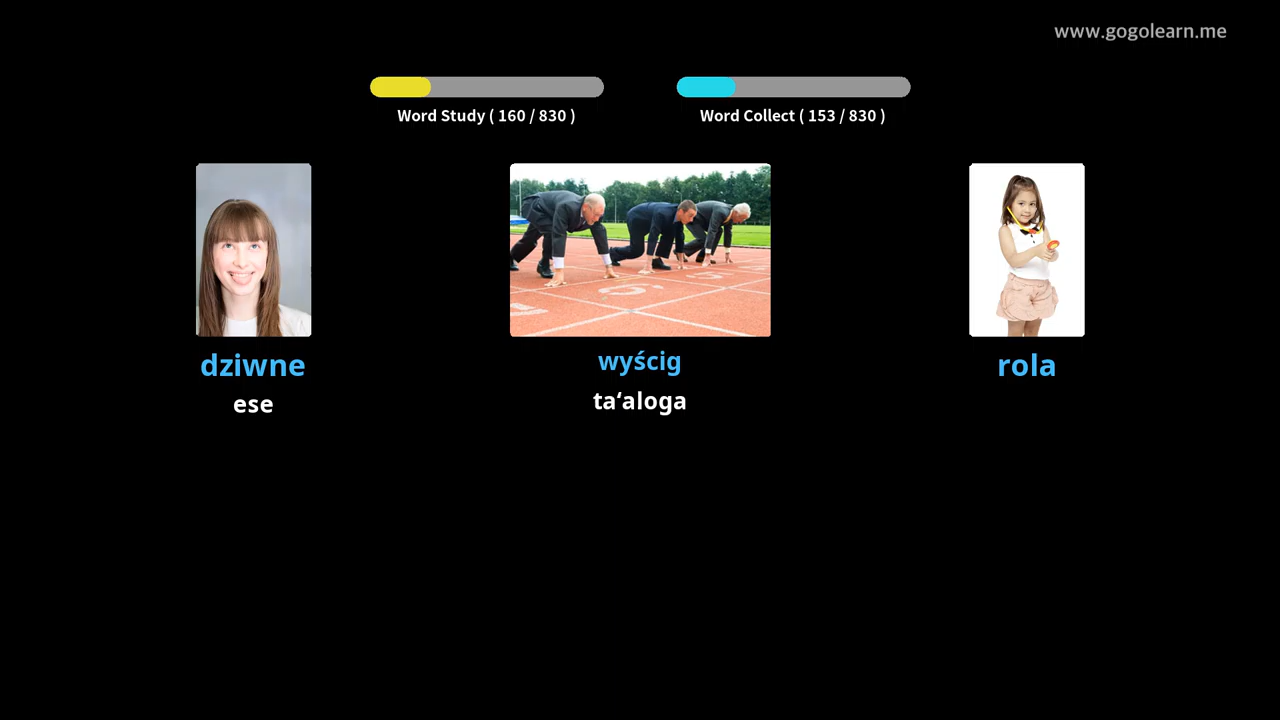 www.gogolearn.me
Word Study ( 160 / 830 )
Word Collect ( 153 / 830 )
dziwne
ese
wyścig
ta‘aloga
rola